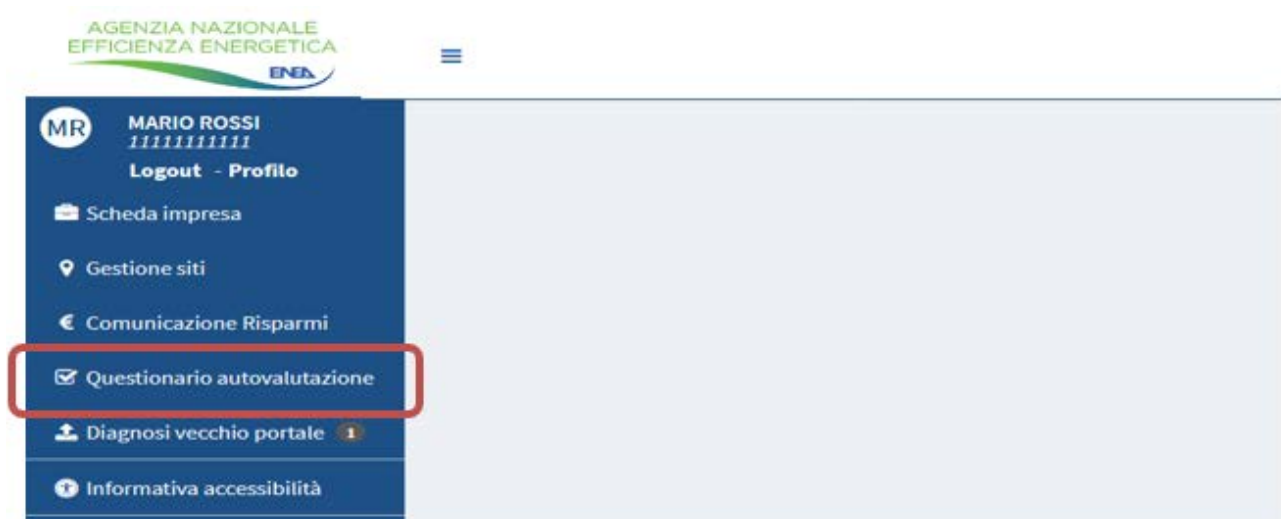 AGENZIA NAZIONALE
EFFICIENZA ENERGETICA
ENEA
MR
MARIO ROSSI
11111111111
Logout - Profilo
Scheda impresa
Gestione siti
€ Comunicazione Risparmi
Questionario autovalutazione
Diagnosi vecchio portale 1
Informativa accessibilità